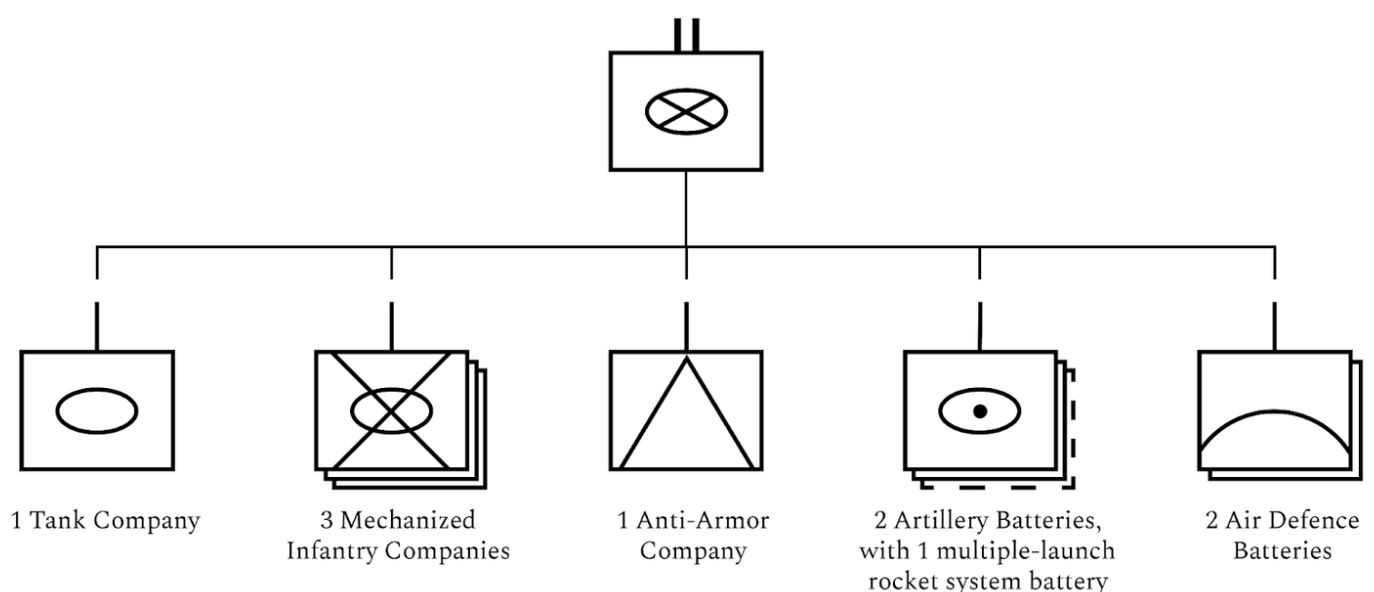 1 Tank Company
3 Mechanized
Infantry Companies
1 Anti-Armor
Company
2 Artillery Batteries,
with 1 multiple-launch
rocket system battery
2 Air Defence
Batteries